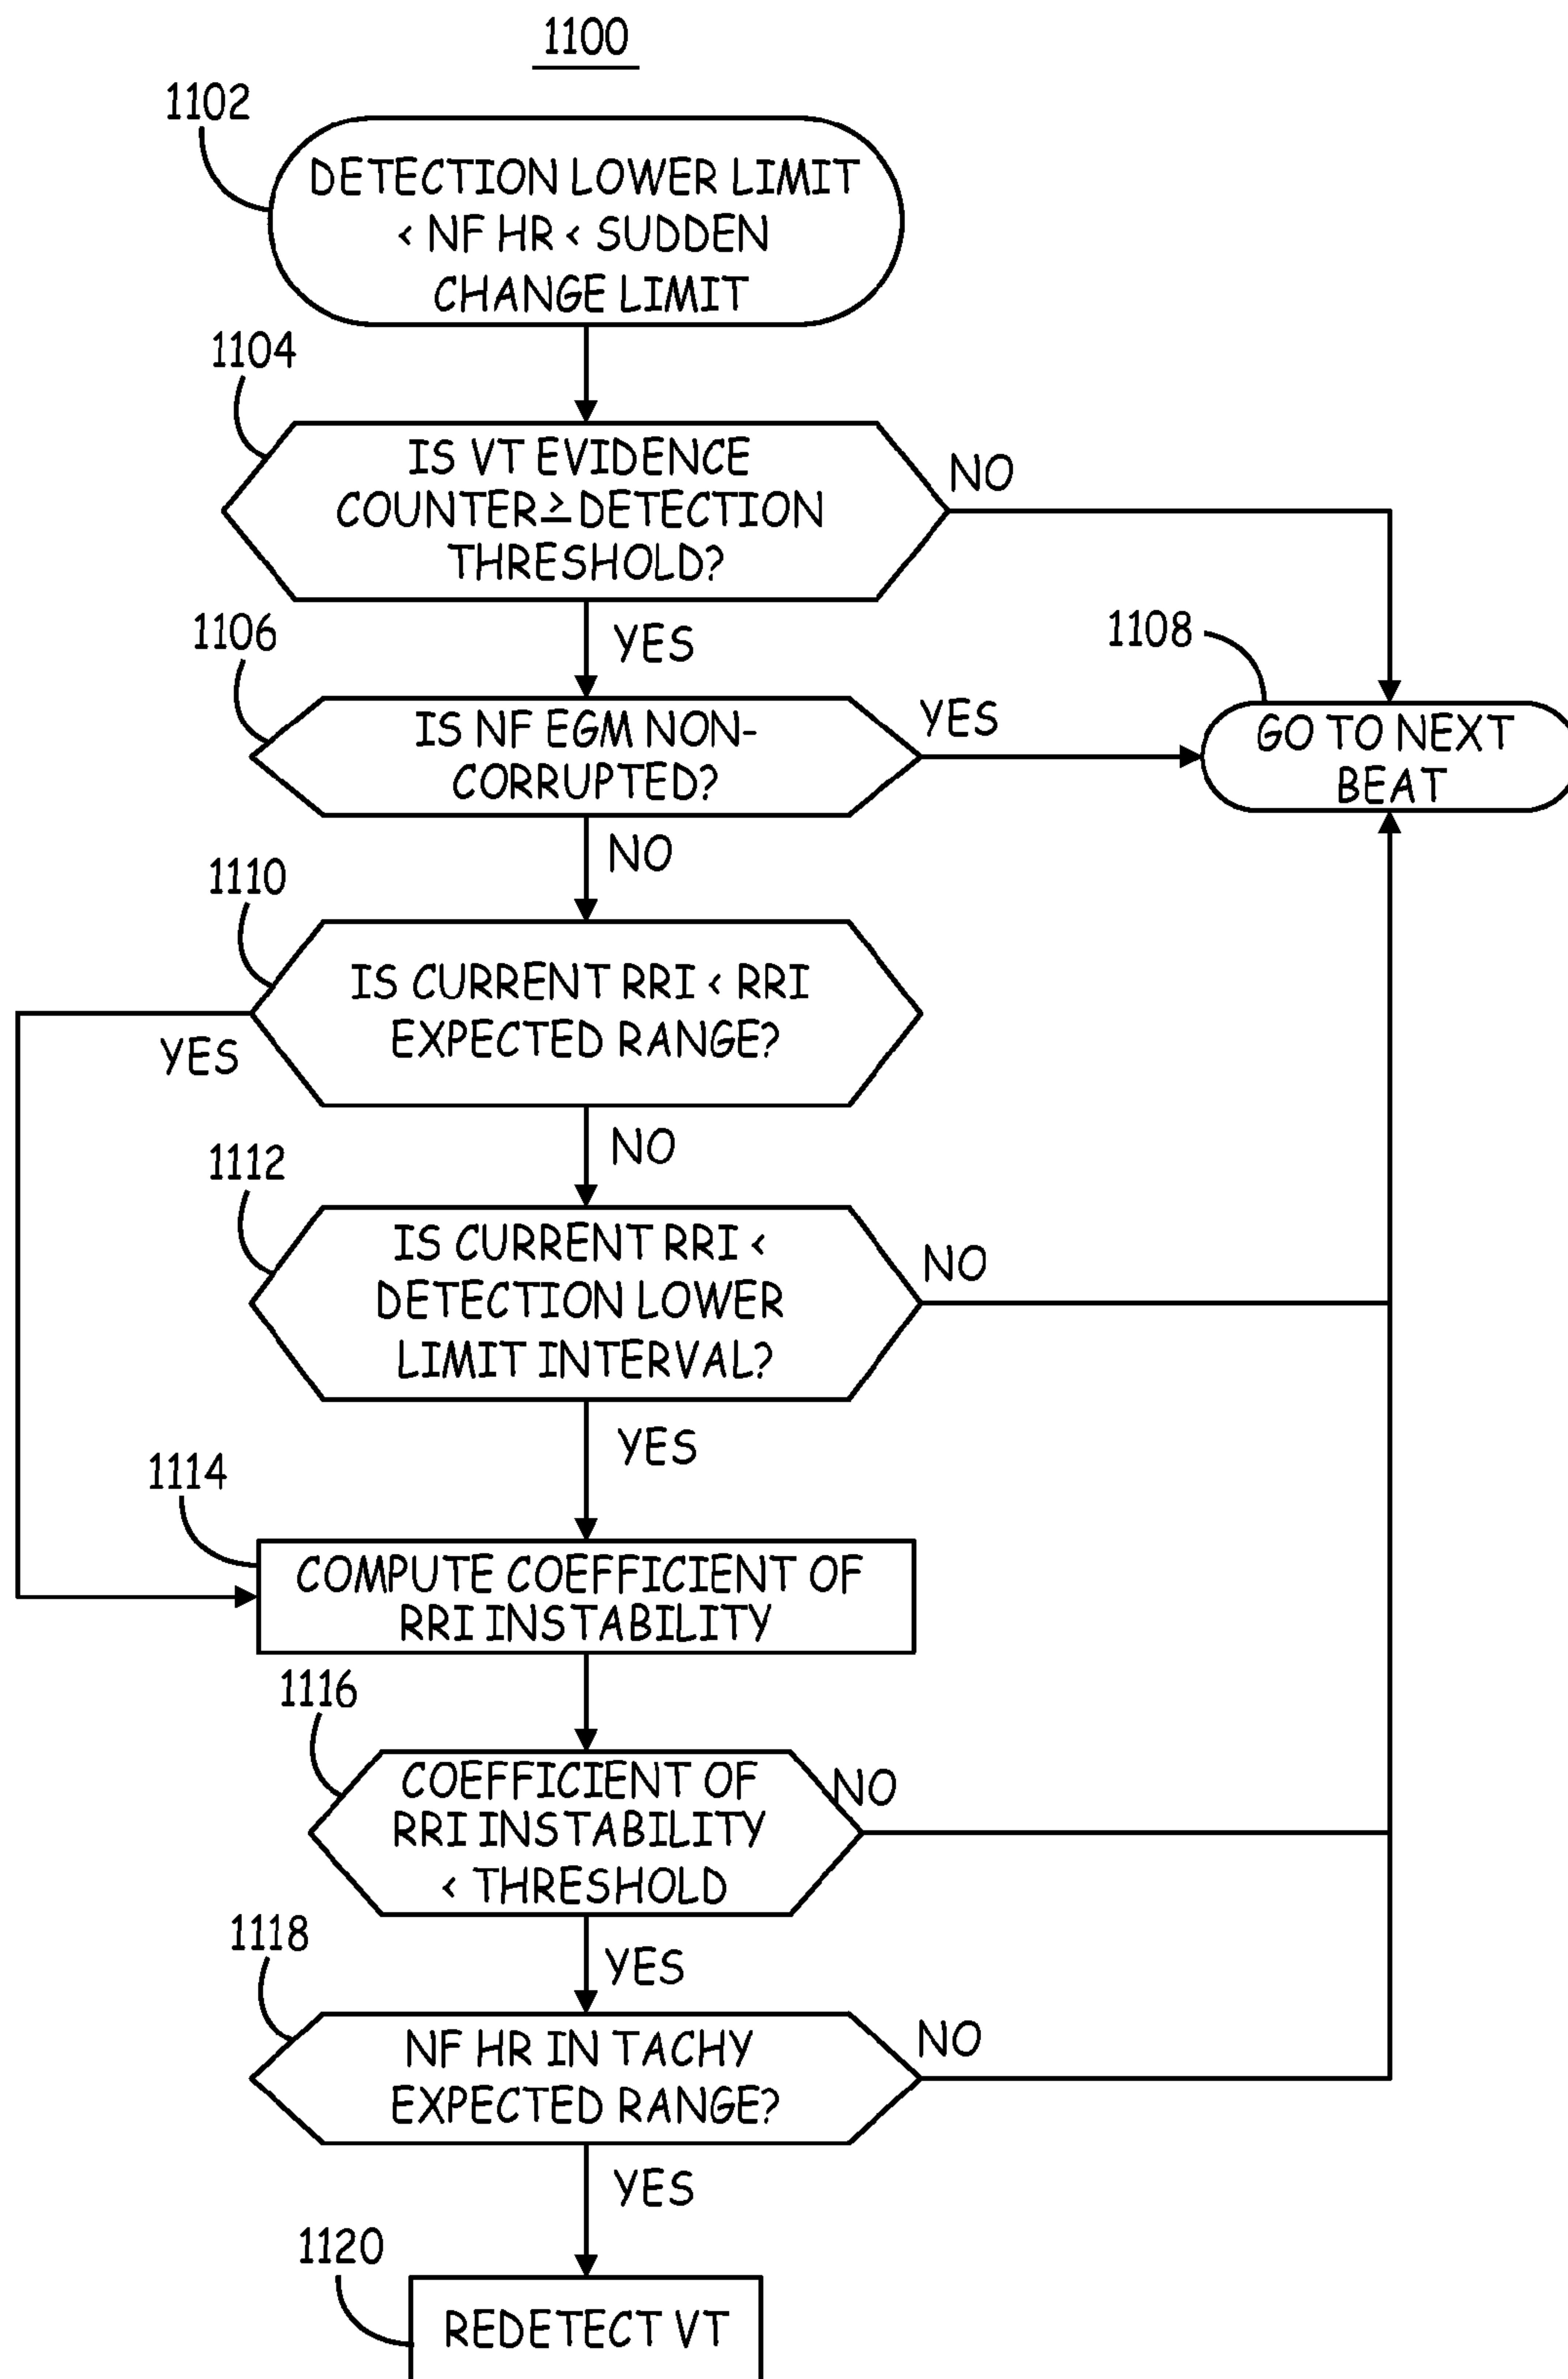 1100
1102
DETECTION LOWER LIMIT
< NF HR < SUDDEN
CHANGE LIMIT
1104
IS VT EVIDENCE
COUNTER ≥ DETECTION
THRESHOLD?
NO
YES
1106
IS NF EGM NON-
CORRUPTED?
YES
1108
GO TO NEXT
BEAT
NO
1110
IS CURRENT RRI < RRI
EXPECTED RANGE?
YES
NO
1112
IS CURRENT RRI <
DETECTION LOWER
LIMIT INTERVAL?
NO
YES
1114
COMPUTE COEFFICIENT OF
RRI INSTABILITY
1116
COEFFICIENT OF
RRI INSTABILITY
< THRESHOLD
NO
YES
1118
NF HR IN TACHY
EXPECTED RANGE?
NO
YES
1120
REDETECT VT